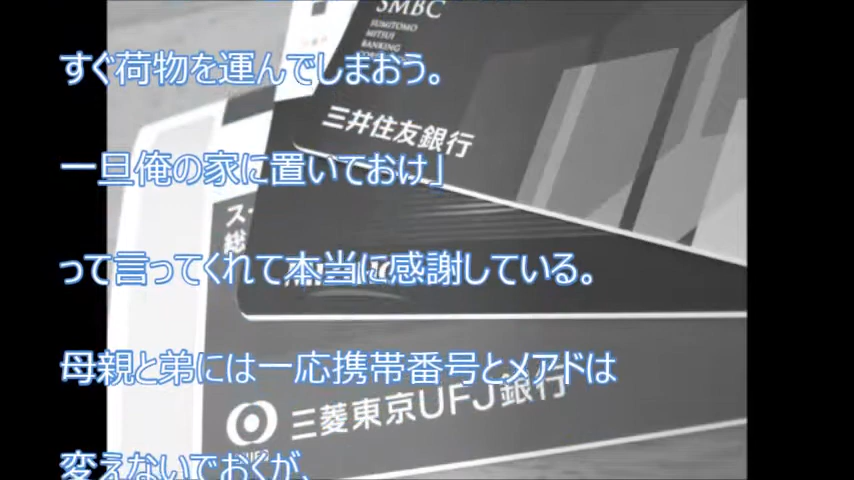 SMBC
SUMITOMO
MITSUI
BANKING
すぐ荷物を運んでしまおう。
三井住友銀行
一旦俺の家に置いておけ」
ス
総
って言ってくれて本当に感謝している。
母親と弟には一応携帯番号とメアドは
三菱東京UFJ銀行
変えないでおくが、